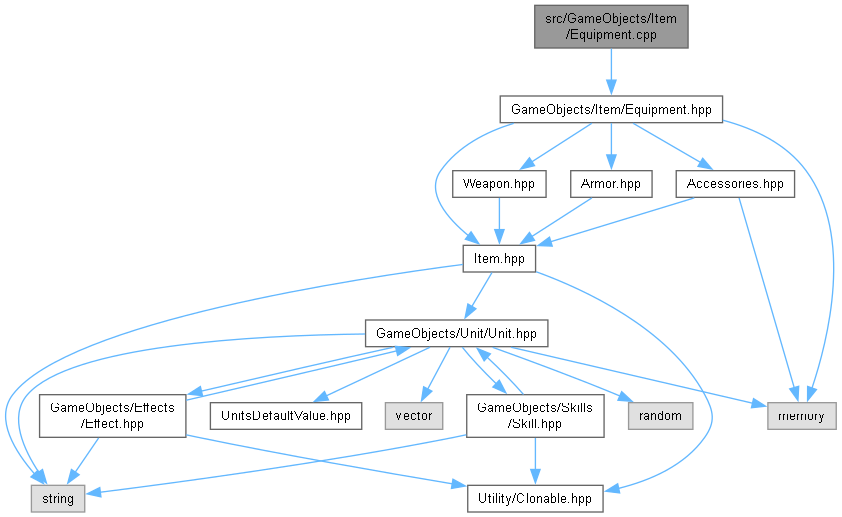 src/GameObjects/Item
/Equipment.cpp
GameObjects/Item/Equipment.hpp
Weapon.hpp
Armor.hpp
Accessories.hpp
Item.hpp
GameObjects/Unit/Unit.hpp
GameObjects/Effects
/Effect.hpp
UnitsDefaultValue.hpp
vector
GameObjects/Skills
/Skill.hpp
random
memory
string
Utility/Clonable.hpp